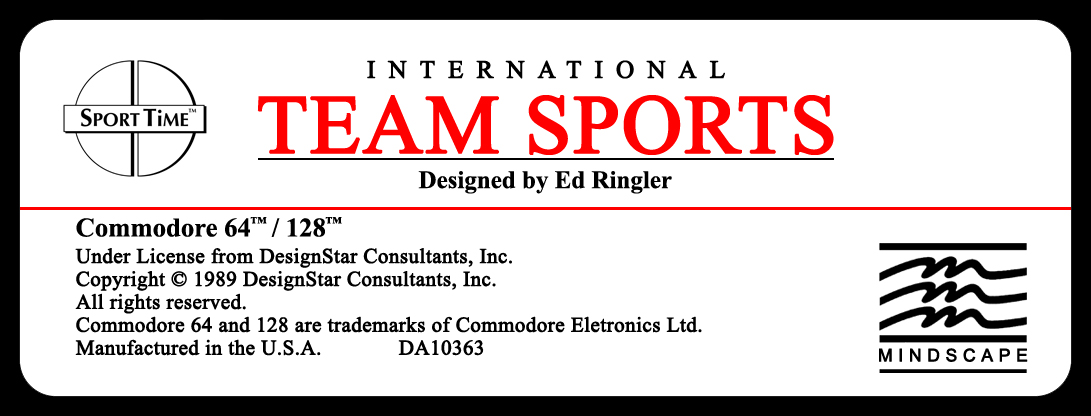 SPORT TIME™
INTERNATIONAL
TEAM SPORTS
Designed by Ed Ringler
Commodore 64™ / 128™
Under License from DesignStar Consultants, Inc.
Copyright © 1989 DesignStar Consultants, Inc.
All rights reserved.
Commodore 64 and 128 are trademarks of Commodore Eletronics Ltd.
Manufactured in the U.S.A. DA10363
MINDSCAPE